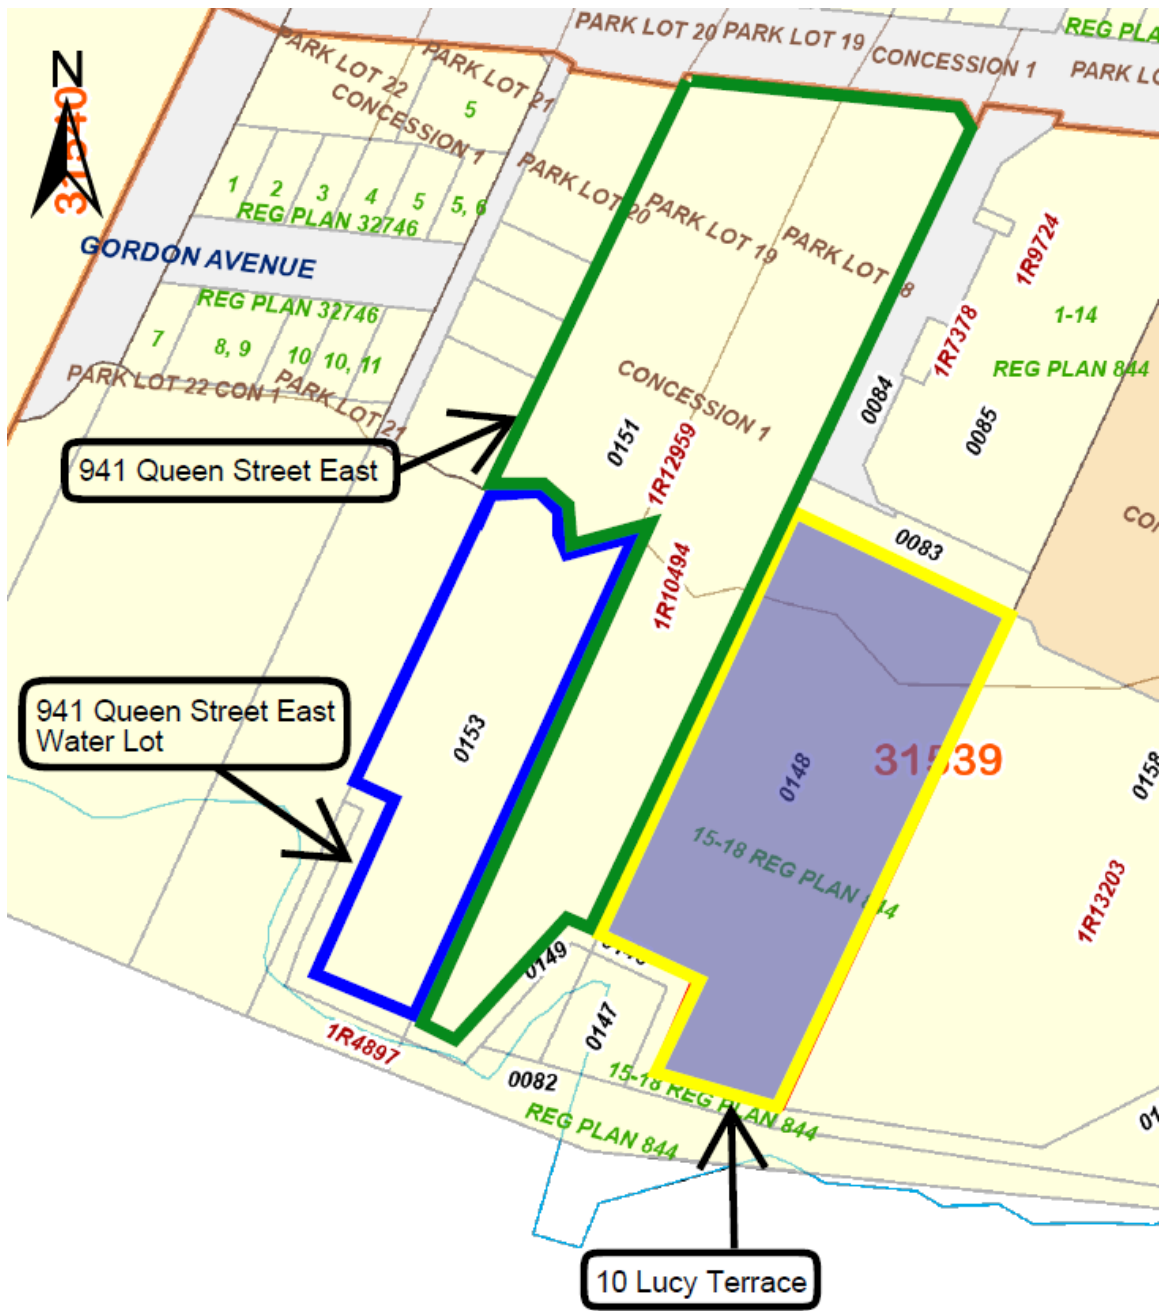 PARK LOT 20
PARK LOT 19
REG PLA
CONCESSION 1
PARK LO
N
31540
PARK LOT 22
PARK LOT 21
CONCESSION 1
5
1
2
3
4
5
5, 6
REG PLAN 32746
GORDON AVENUE
REG PLAN 32746
7
8, 9
10
10, 11
PARK LOT 22 CON 1
PARK LOT 21
PARK LOT 20
PARK LOT 19
PARK LOT 18
1R9724
1R7378
1-14
REG PLAN 844
CONCESSION 1
0084
0085
0151
1R12959
941 Queen Street East
CON
0083
1R10494
941 Queen Street East
Water Lot
0153
0148
31539
0158
15-18 REG PLAN 844
1R13203
0149
0147
1R4897
0082
15-18 REG PLAN 844
REG PLAN 844
01
10 Lucy Terrace